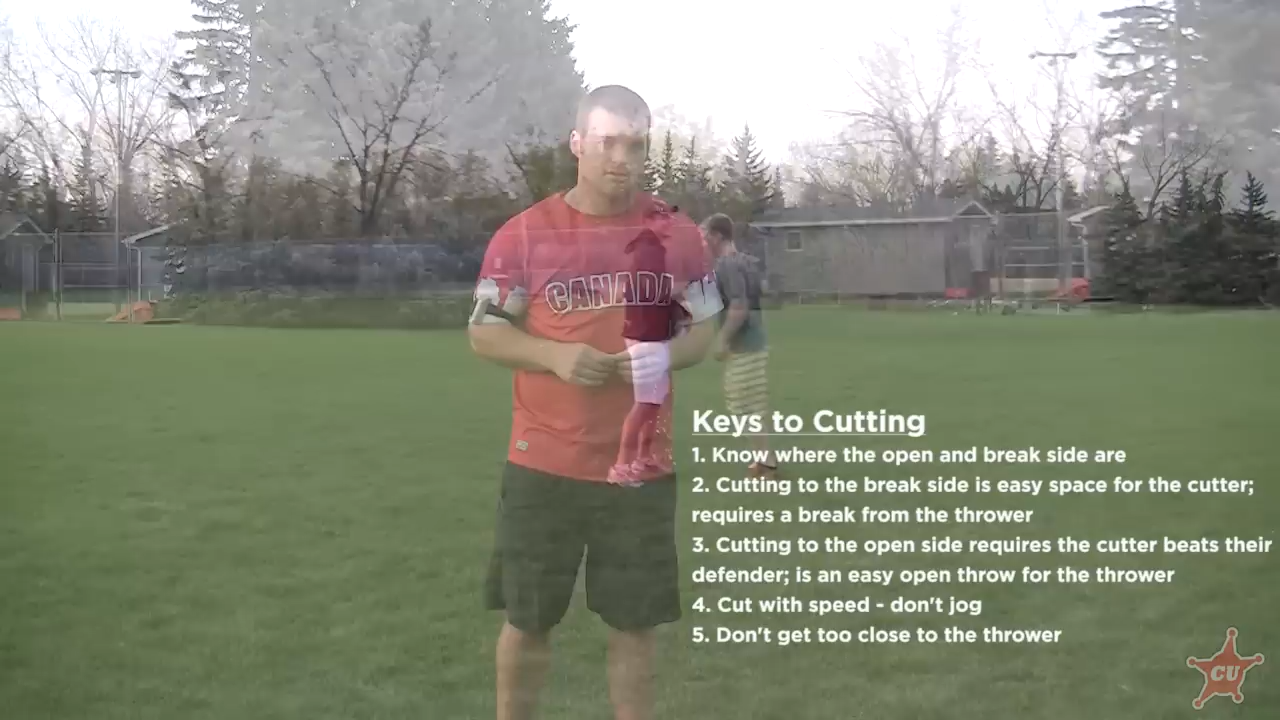 CANADA
Keys to Cutting
1. Know where the open and break side are
2. Cutting to the break side is easy space for the cutter;
requires a break from the thrower
3. Cutting to the open side requires the cutter beats their
defender; is an easy open throw for the thrower
4. Cut with speed - don't jog
5. Don't get too close to the thrower
CU